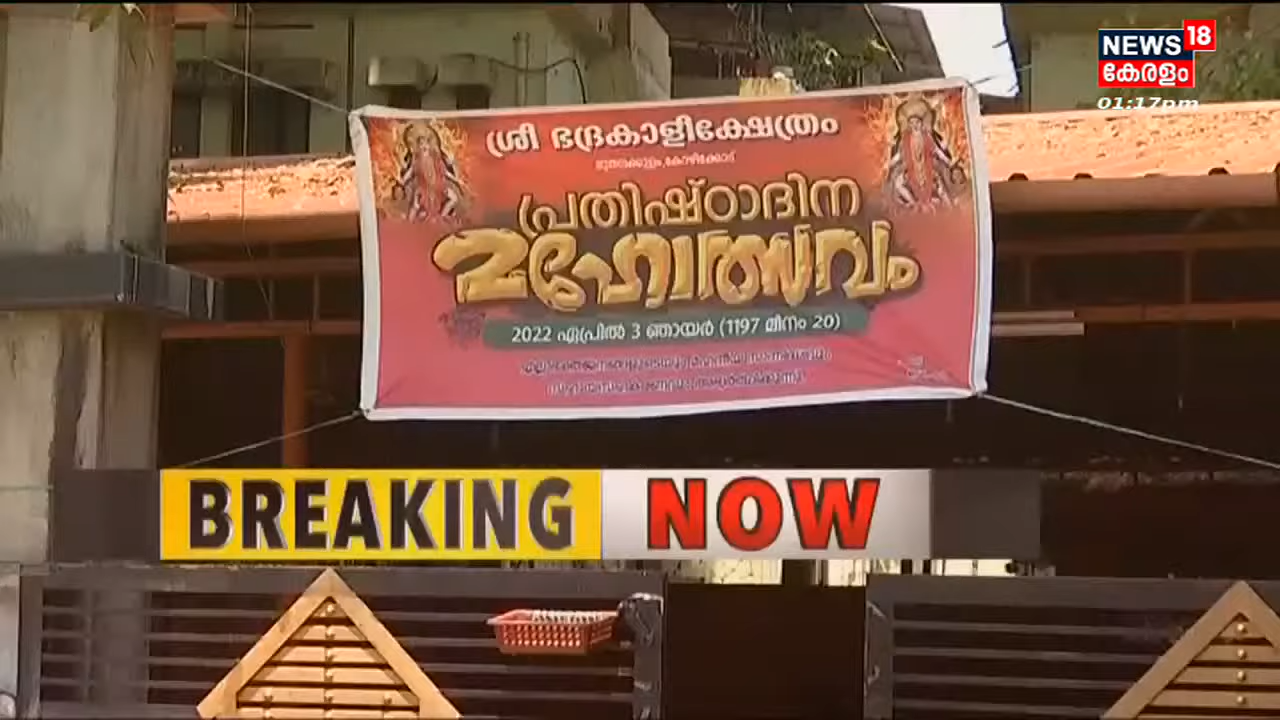 NEWS 18
കേരളം
01:17pm
ശ്രീ ഭദ്രകാളീക്ഷേത്രം
പ്രതിഷ്ഠാദിന
മഹോത്സവം
2022 ഏപ്രിൽ 3 ഞായർ (1197 മീനം 20)
BREAKING NOW